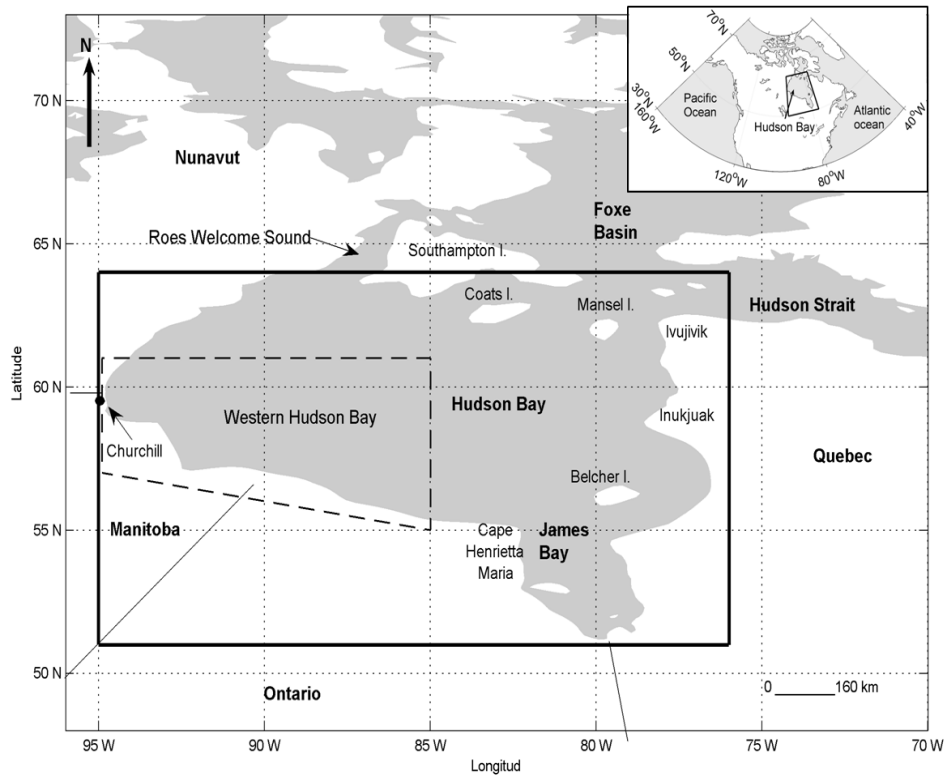 70°N
50°N
30°N
160°W
Pacific
Ocean
Hudson Bay
Atlantic
ocean
40°W
120°W
80°W
N
70 N
Nunavut
Foxe
Basin
Roes Welcome Sound
65 N
Southampton I.
Coats I.
Mansel I.
Hudson Strait
Ivujivik
Latitude
60 N
Western Hudson Bay
Hudson Bay
Inukjuak
Churchill
Quebec
Belcher I.
55 N
Manitoba
Cape
Henrietta
Maria
James
Bay
50 N
Ontario
0 160 km
95 W 90 W 85 W 80 W 75 W 70 W
Longitud